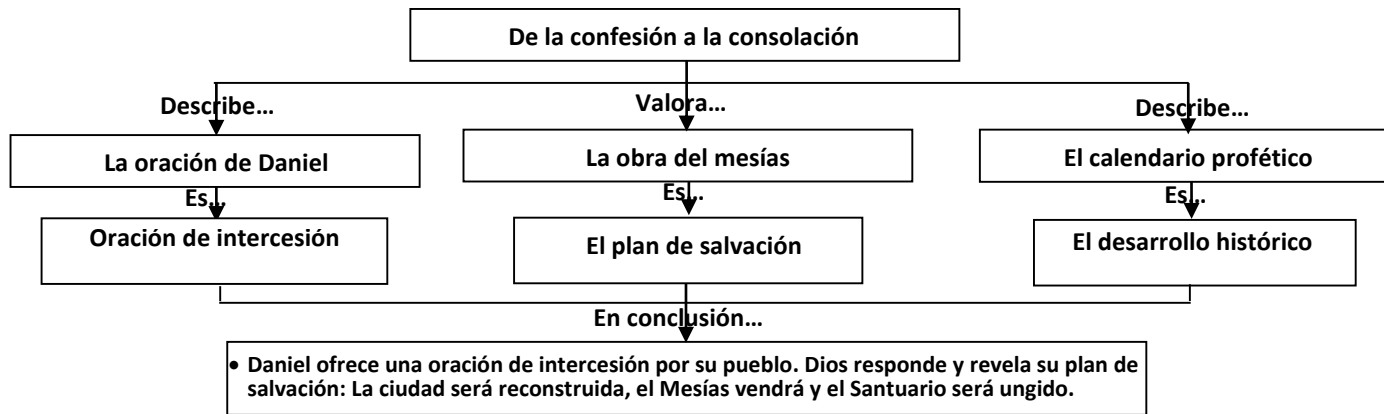 De la confesión a la consolación
Describe...
Valora...
Describe...
La oración de Daniel
La obra del mesías
El calendario profético
Es...
Es...
Es...
Oración de intercesión
El plan de salvación
El desarrollo histórico
En conclusión...
• Daniel ofrece una oración de intercesión por su pueblo. Dios responde y revela su plan de
salvación: La ciudad será reconstruida, el Mesías vendrá y el Santuario será ungido.